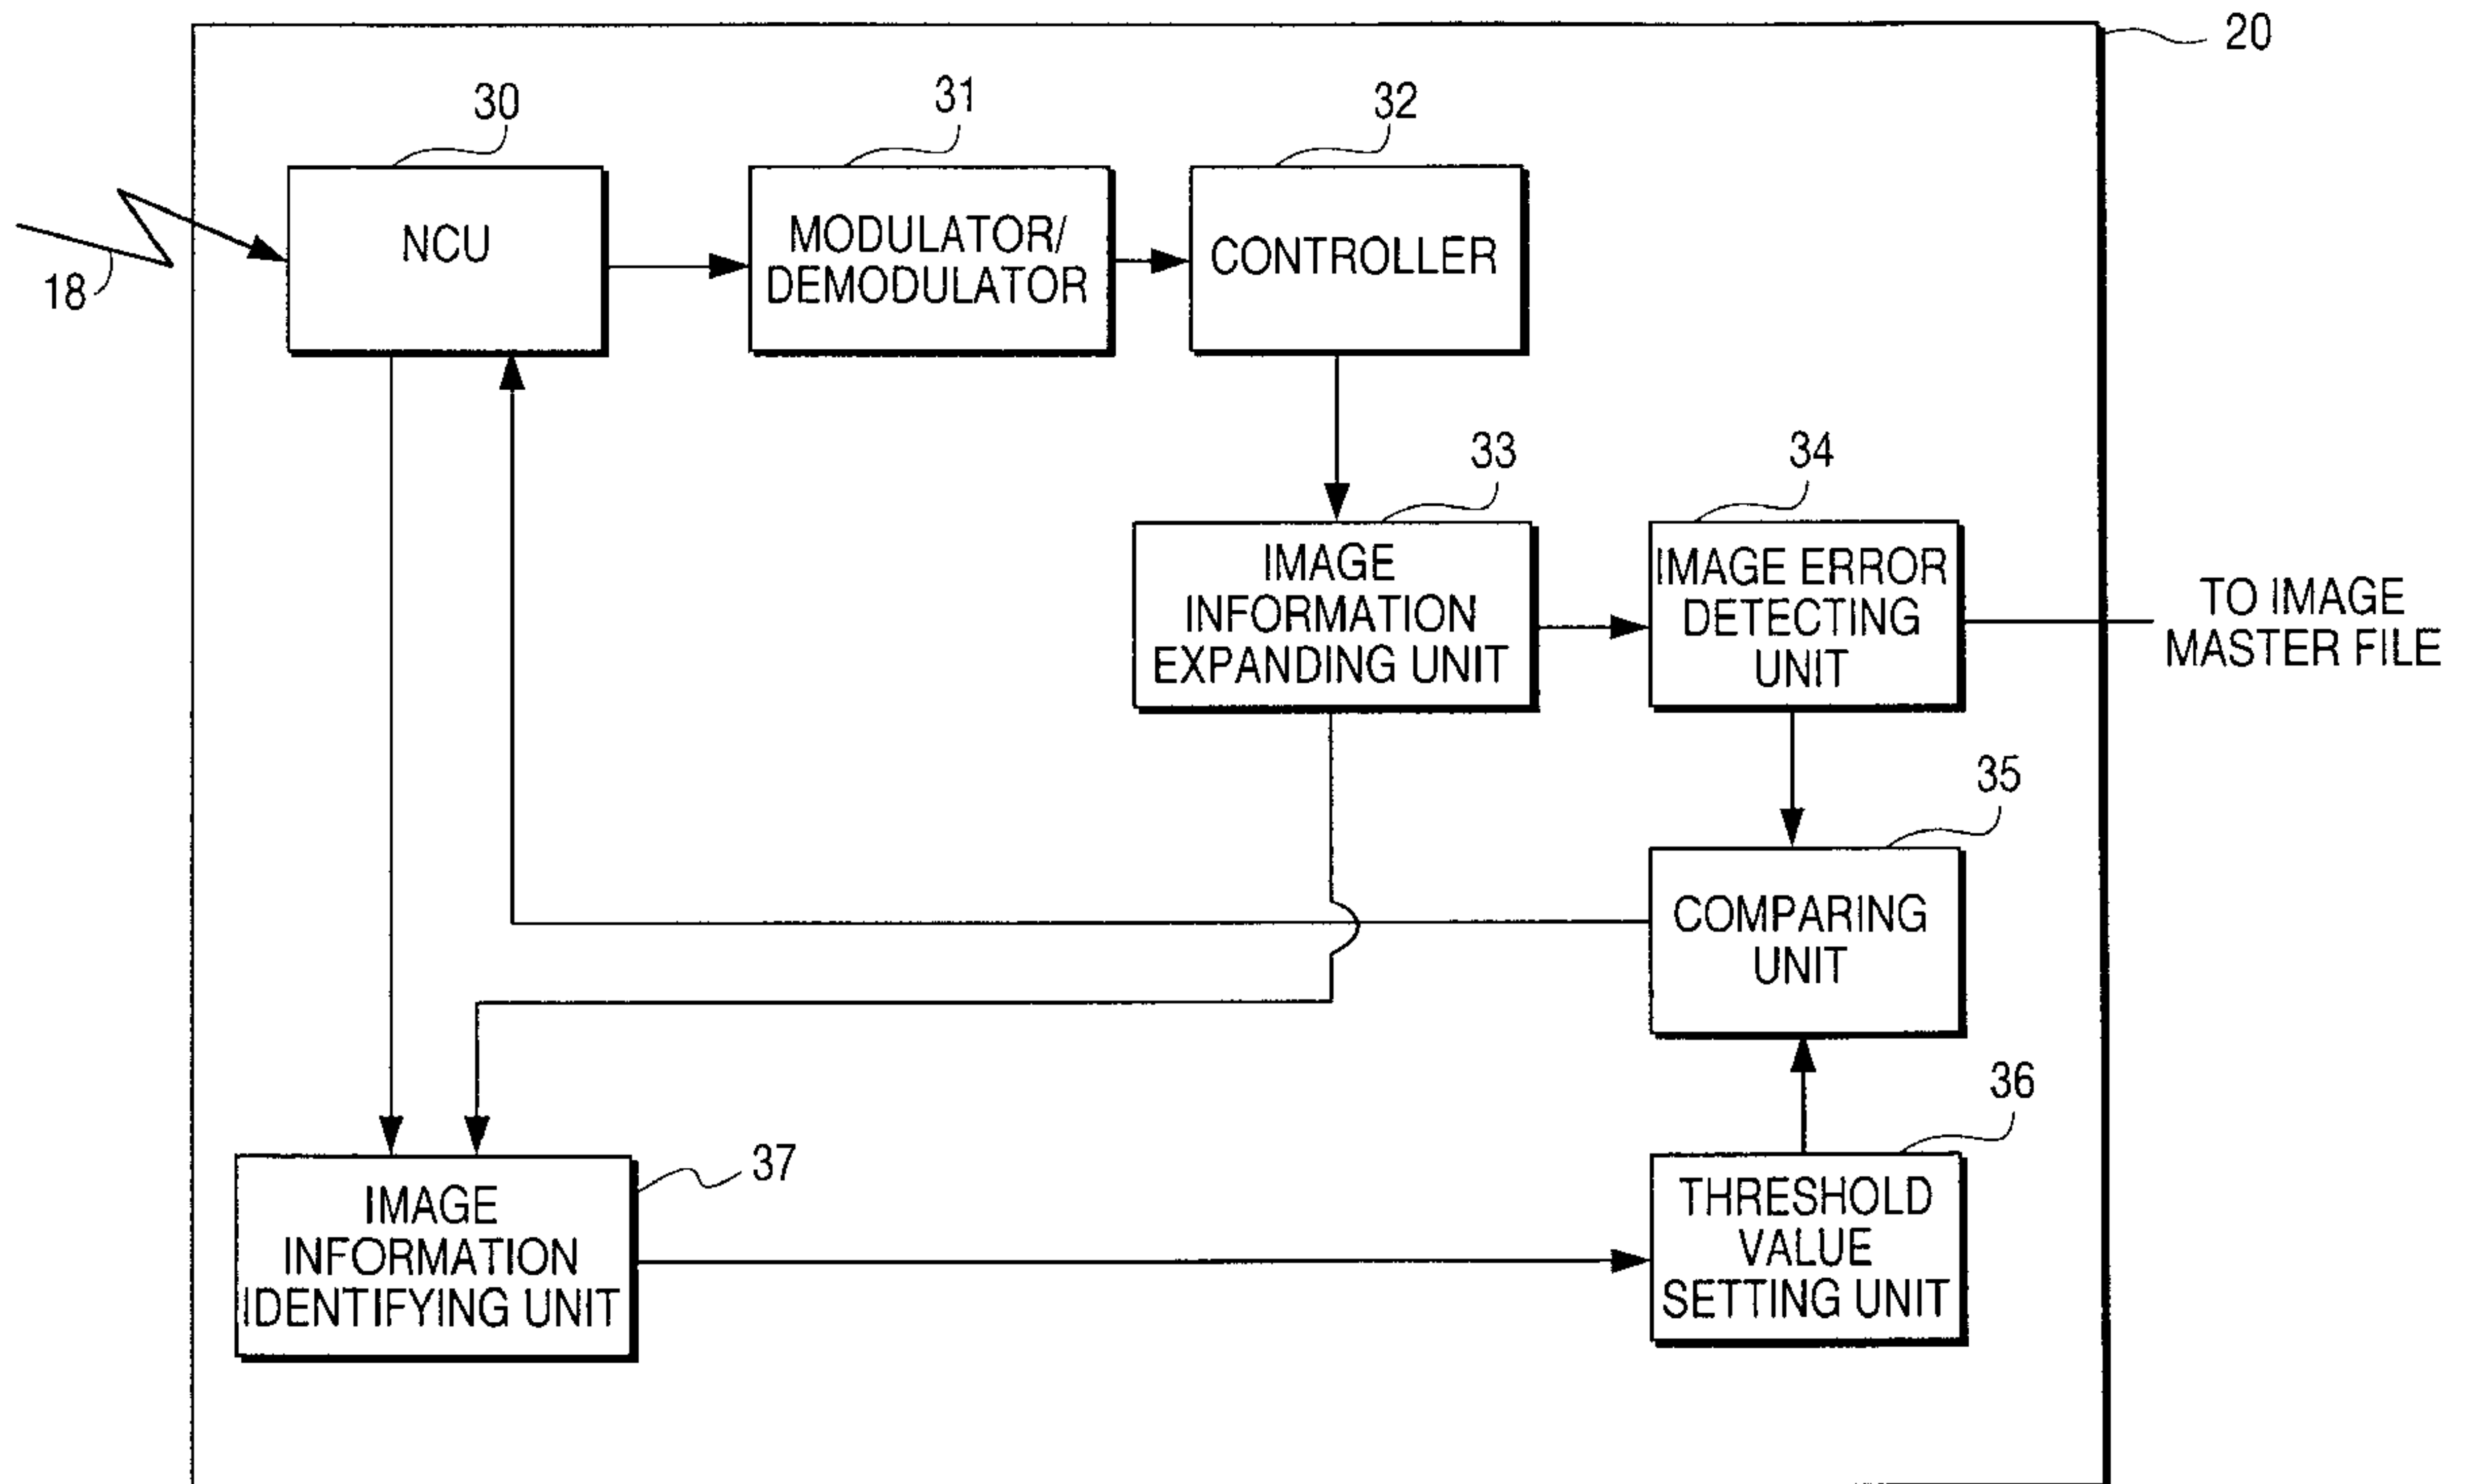 20
30
31
32
NCU
MODULATOR/
DEMODULATOR
CONTROLLER
18
33
34
IMAGE
INFORMATION
EXPANDING UNIT
IMAGE ERROR
DETECTING
UNIT
TO IMAGE
MASTER FILE
35
COMPARING
UNIT
36
37
IMAGE
INFORMATION
IDENTIFYING UNIT
THRESHOLD
VALUE
SETTING UNIT